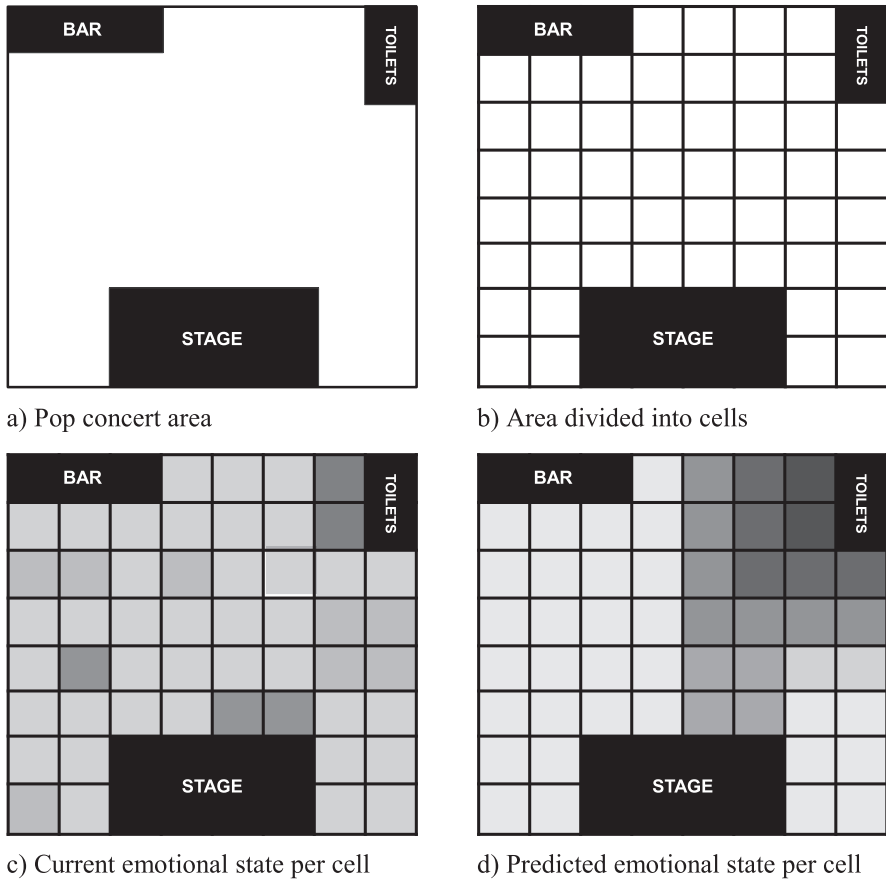 BAR
TOILETS
STAGE
a) Pop concert area
BAR
TOILETS
STAGE
b) Area divided into cells
BAR
TOILETS
STAGE
c) Current emotional state per cell
BAR
TOILETS
STAGE
d) Predicted emotional state per cell